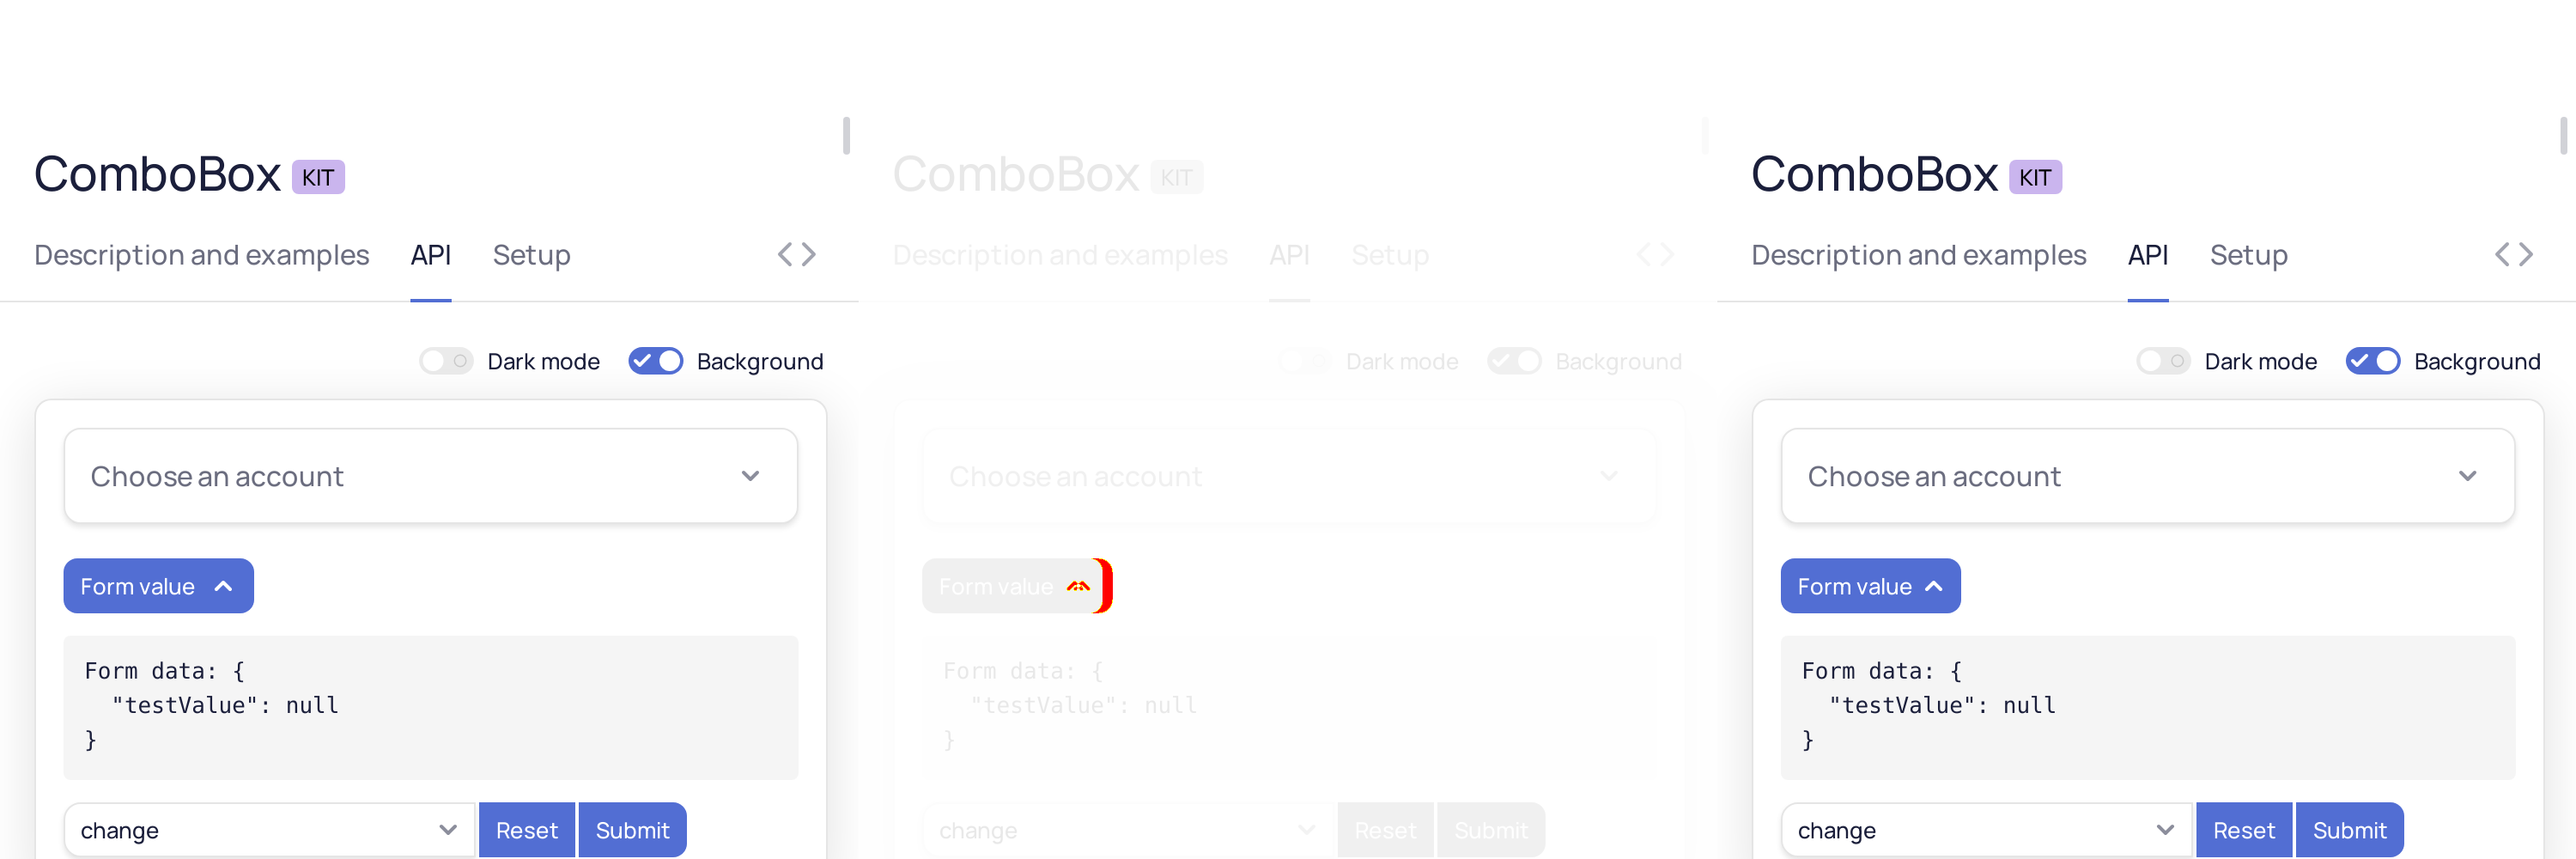 ComboBox KIT
Description and examples API Setup
Dark mode Background
Choose an account
Form value
Form data: {
  "testValue": null
}
change Reset Submit
ComboBox KIT
Description and examples API Setup
Dark mode Background
Choose an account
Form value
Form data: {
  "testValue": null
}
change Reset Submit
ComboBox KIT
Description and examples API Setup
Dark mode Background
Choose an account
Form value
Form data: {
  "testValue": null
}
change Reset Submit